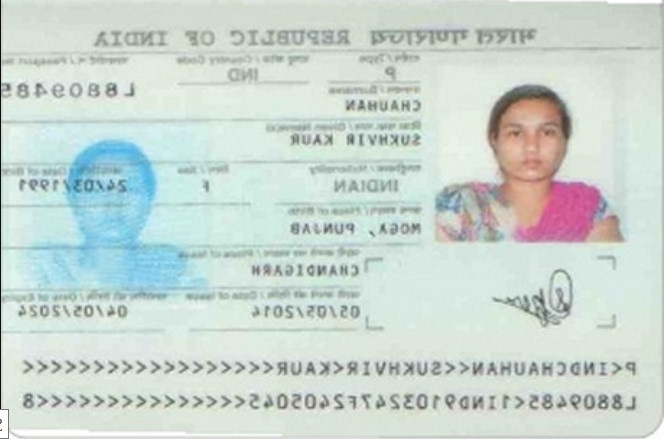 भारत गणराज्य REPUBLIC OF INDIA
टाईप / Type राष्ट्र कोड / Country Code पासपोर्ट नं. / Passport
P IND L8809485
उपनाम / Surname
CHAUHAN
दिया गया नाम / Given Name(s)
SUKHVIR KAUR
राष्ट्रीयता / Nationality लिंग / Sex जन्मतिथि / Date of Birth
INDIAN F 24/03/1991
जन्म स्थान / Place of Birth
MOGA, PUNJAB
जारी करने का स्थान / Place of Issue
CHANDIGARH
जारी करने की तिथि / Date of Issue समाप्ति की तिथि / Date of Expiry
05/05/2014 04/05/2024
P<INDCHAUHAN<<SUKHVIR<KAUR<<<<<<<<<<<<<<<<<<
L8809485<1IND9103247F2405045<<<<<<<<<<<<<<<8